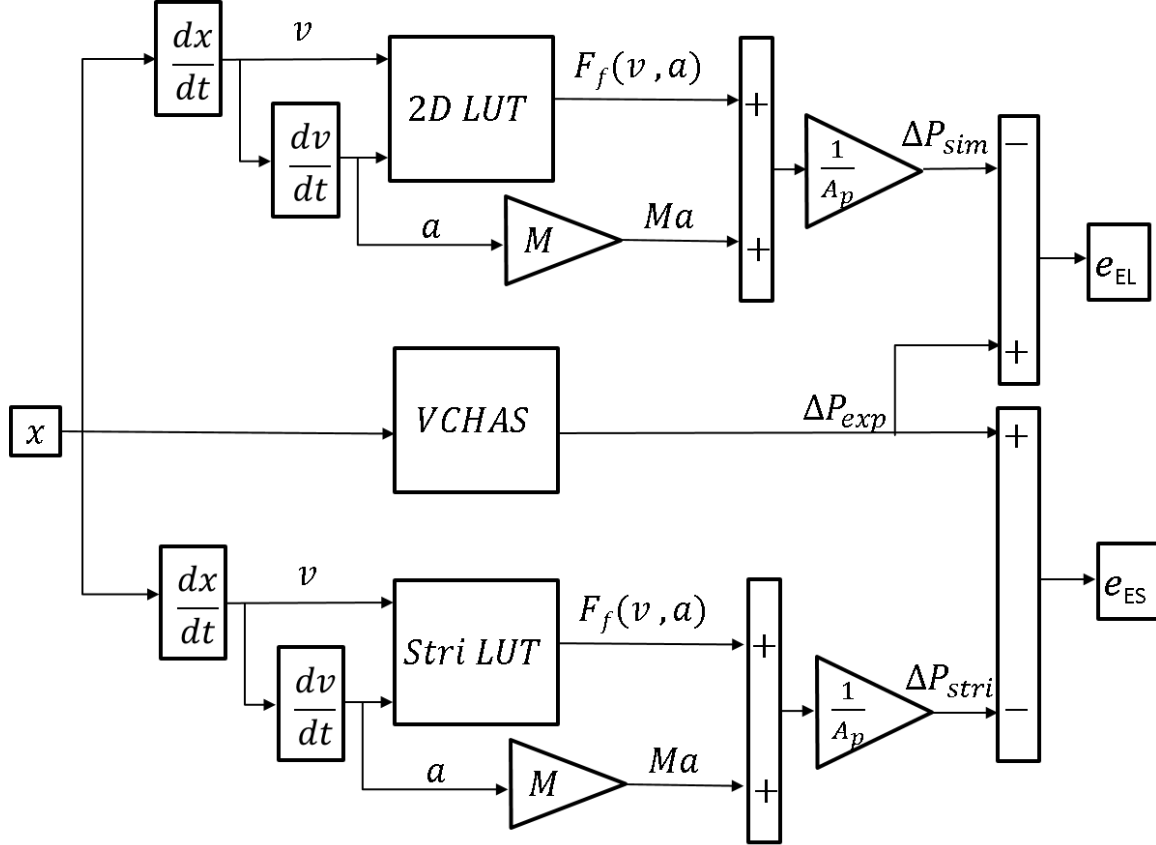 dx
dt
v
dv
dt
a
2D LUT
M
F_f(v ,a)
Ma
+
+
1
A_p
ΔP_sim
−
+
e_EL
x
VCHAS
ΔP_exp
+
−
e_ES
dx
dt
v
dv
dt
a
Stri LUT
M
F_f(v ,a)
Ma
+
+
1
A_p
ΔP_stri